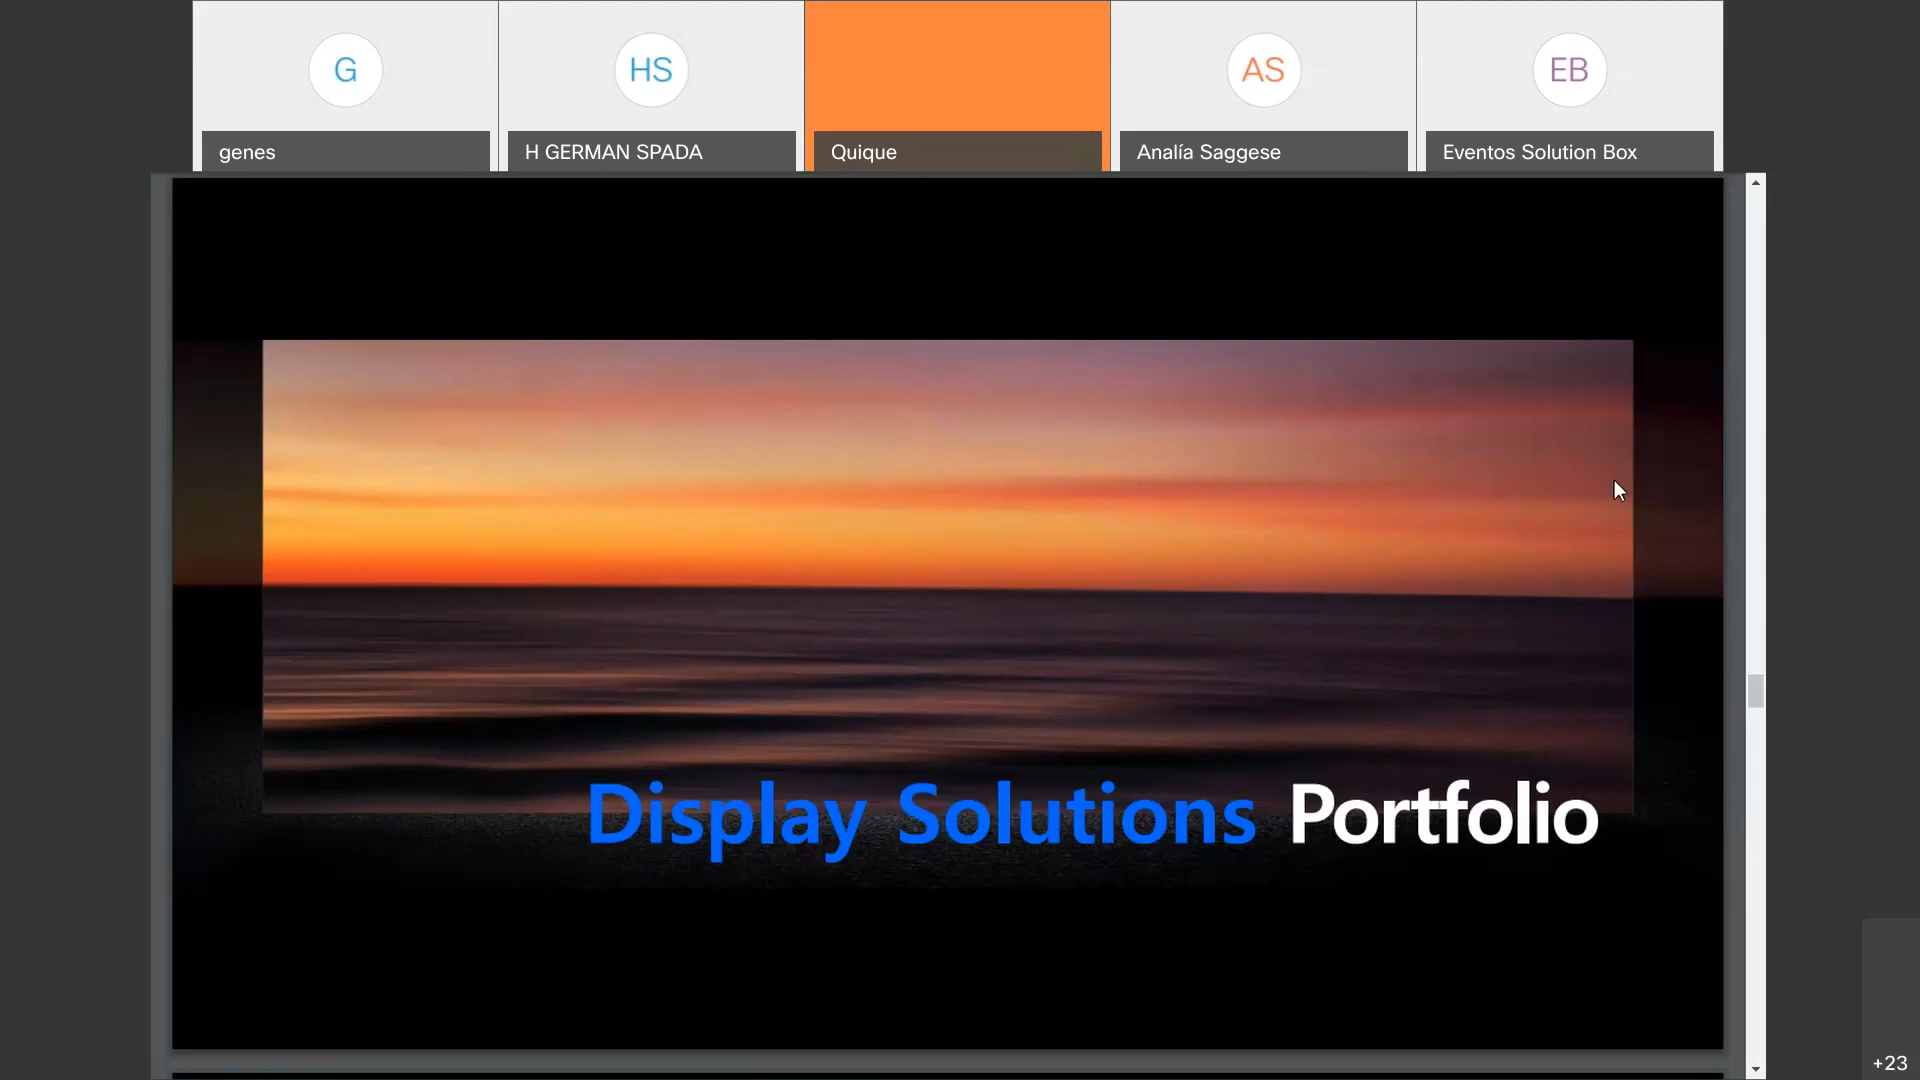 G
HS
AS
EB
genes
H GERMAN SPADA
Quique
Analía Saggese
Eventos Solution Box
Display Solutions Portfolio
+23